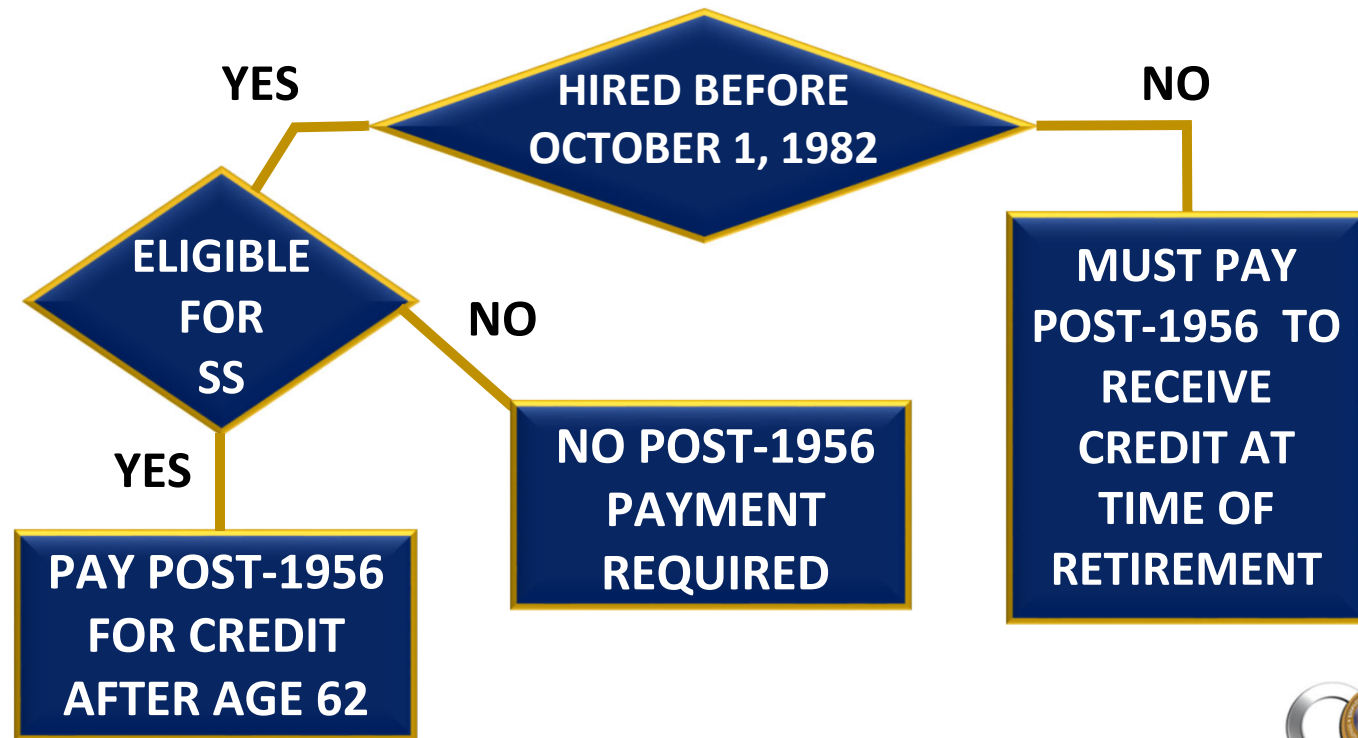 YES
HIRED BEFORE
OCTOBER 1, 1982
NO
ELIGIBLE
FOR
SS
NO
YES
MUST PAY
POST-1956 TO
RECEIVE
CREDIT AT
TIME OF
RETIREMENT
NO POST-1956
PAYMENT
REQUIRED
PAY POST-1956
FOR CREDIT
AFTER AGE 62